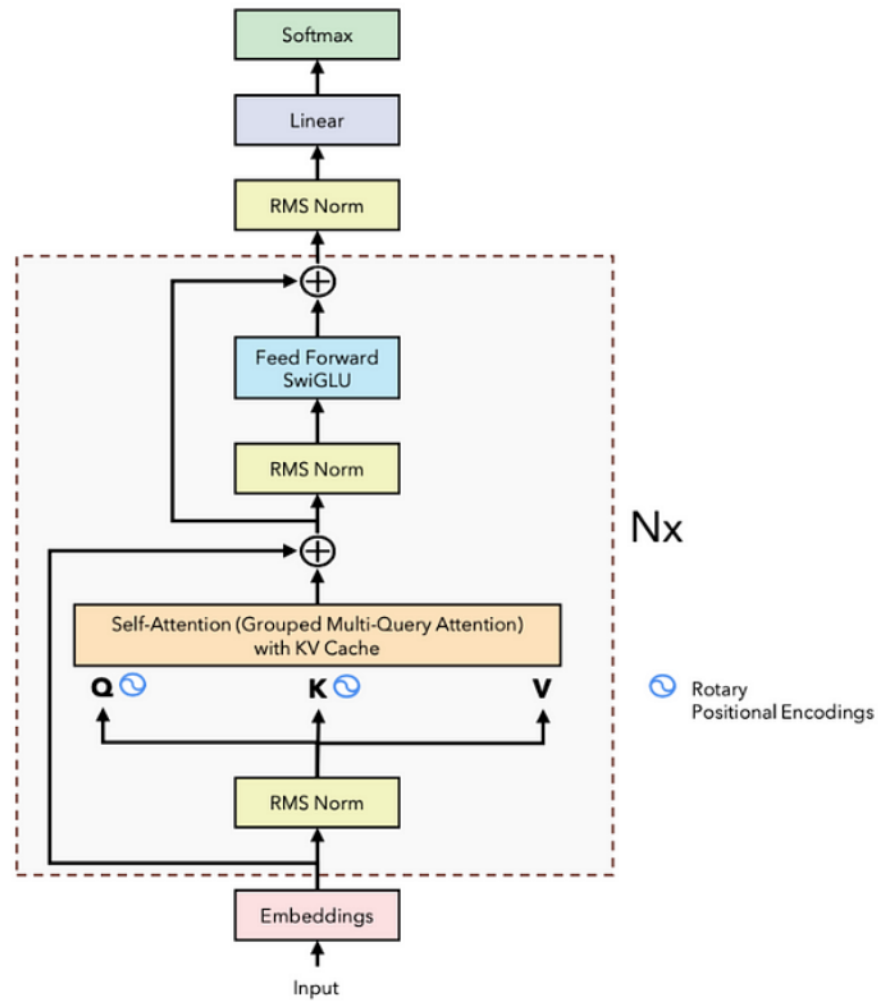 Softmax
Linear
RMS Norm
Feed Forward
SwiGLU
RMS Norm
Nx
Self-Attention (Grouped Multi-Query Attention)
with KV Cache
Q K V
Rotary
Positional Encodings
RMS Norm
Embeddings
Input